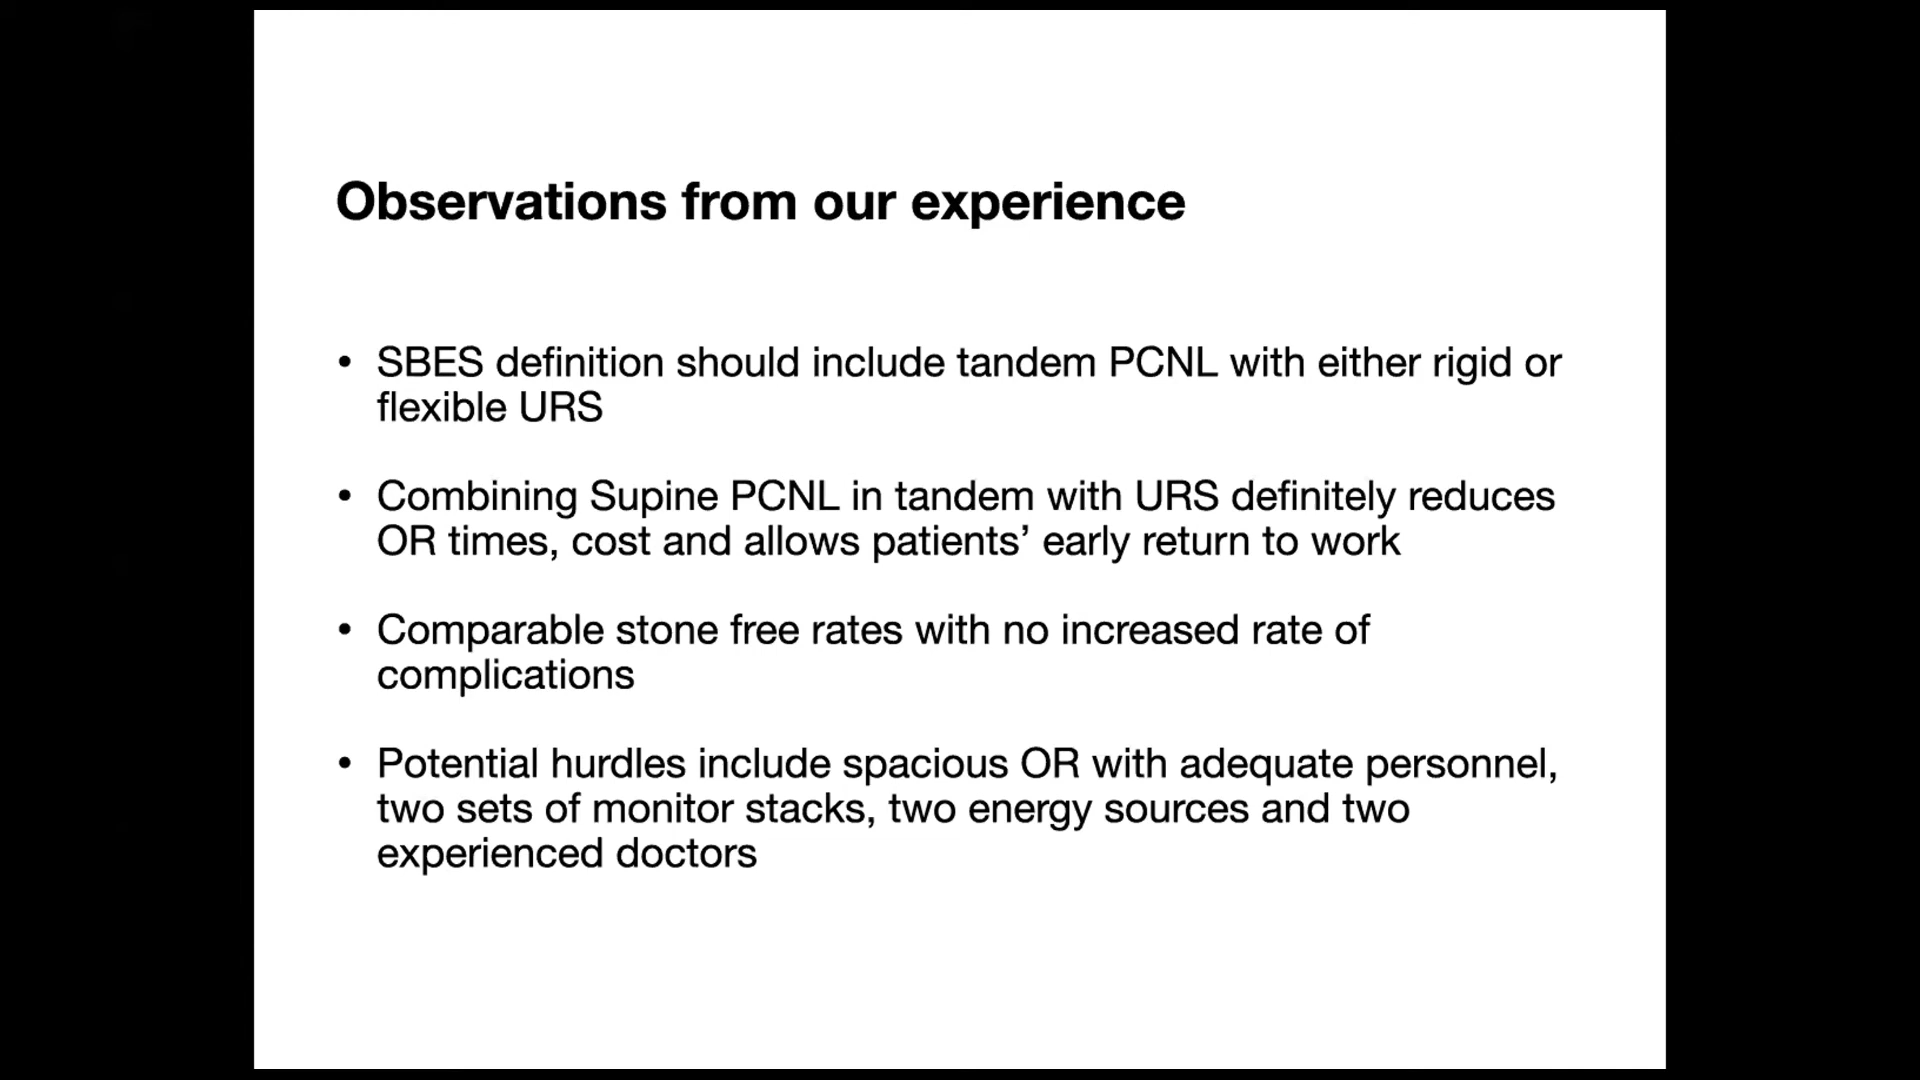 Observations from our experience
• SBES definition should include tandem PCNL with either rigid or
flexible URS
• Combining Supine PCNL in tandem with URS definitely reduces
OR times, cost and allows patients’ early return to work
• Comparable stone free rates with no increased rate of
complications
• Potential hurdles include spacious OR with adequate personnel,
two sets of monitor stacks, two energy sources and two
experienced doctors